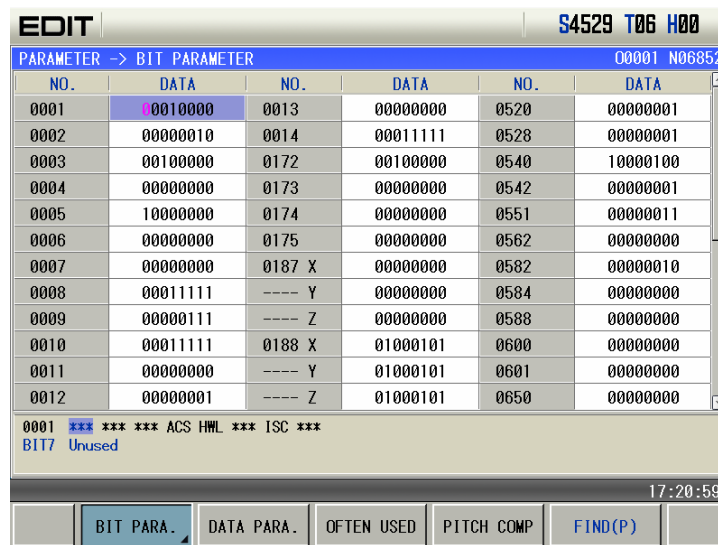 EDIT S4529 T06 H00
PARAMETER -> BIT PARAMETER O0001 N06852
NO. DATA NO. DATA NO. DATA
0001 00010000 0013 00000000 0520 00000001
0002 00000010 0014 00011111 0528 00000001
0003 00100000 0172 00100000 0540 10000100
0004 00000000 0173 00000000 0542 00000001
0005 10000000 0174 00000000 0551 00000011
0006 00000000 0175 00000000 0562 00000000
0007 00000000 0187 X 00000000 0582 00000010
0008 00011111 ---- Y 00000000 0584 00000000
0009 00000111 ---- Z 00000000 0588 00000000
0010 00011111 0188 X 01000101 0600 00000000
0011 00000000 ---- Y 01000101 0601 00000000
0012 00000001 ---- Z 01000101 0650 00000000
0001 *** *** *** ACS HWL *** ISC ***
BIT7 Unused
17:20:59
BIT PARA. DATA PARA. OFTEN USED PITCH COMP FIND(P)